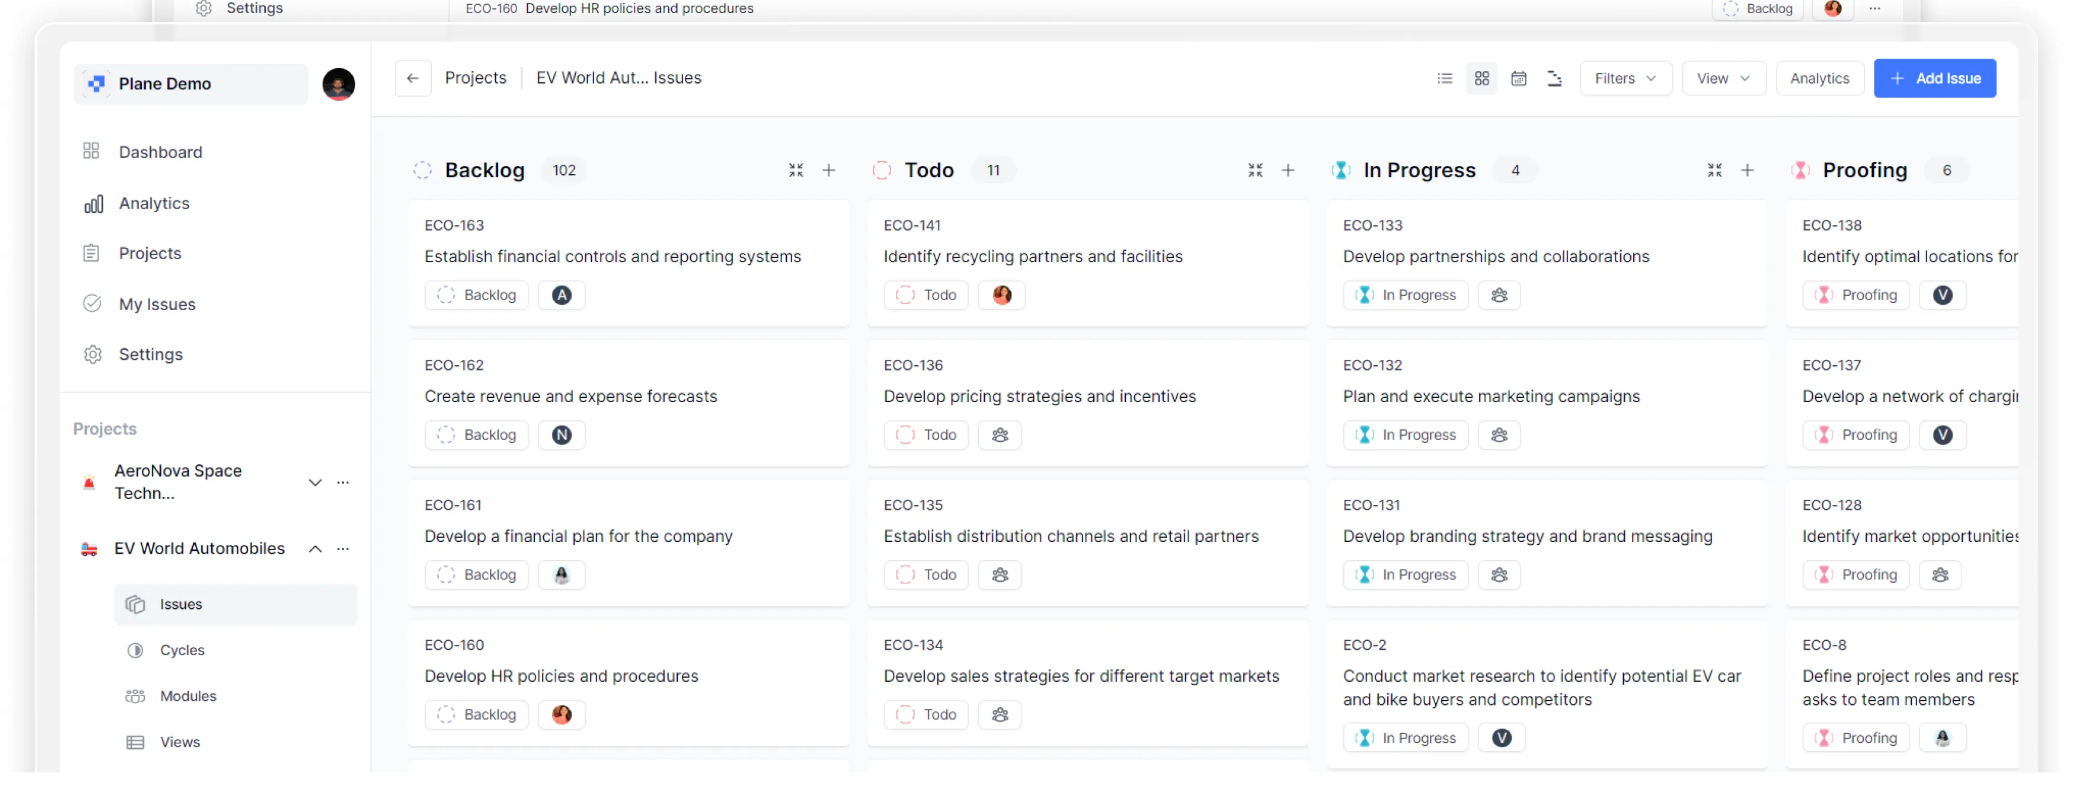 Settings
ECO-160 Develop HR policies and procedures
Backlog
Plane Demo
Projects
EV World Aut... Issues
Filters
View
Analytics
Add Issue
Dashboard
Analytics
Projects
My Issues
Settings
Projects
AeroNova Space
Techn...
EV World Automobiles
Issues
Cycles
Modules
Views
Backlog 102
ECO-163
Establish financial controls and reporting systems
Backlog A
ECO-162
Create revenue and expense forecasts
Backlog N
ECO-161
Develop a financial plan for the company
Backlog
ECO-160
Develop HR policies and procedures
Backlog
Todo 11
ECO-141
Identify recycling partners and facilities
Todo
ECO-136
Develop pricing strategies and incentives
Todo
ECO-135
Establish distribution channels and retail partners
Todo
ECO-134
Develop sales strategies for different target markets
Todo
In Progress 4
ECO-133
Develop partnerships and collaborations
In Progress
ECO-132
Plan and execute marketing campaigns
In Progress
ECO-131
Develop branding strategy and brand messaging
In Progress
ECO-2
Conduct market research to identify potential EV car
and bike buyers and competitors
In Progress V
Proofing 6
ECO-138
Identify optimal locations for
Proofing V
ECO-137
Develop a network of chargi
Proofing V
ECO-128
Identify market opportunities
Proofing
ECO-8
Define project roles and resp
asks to team members
Proofing